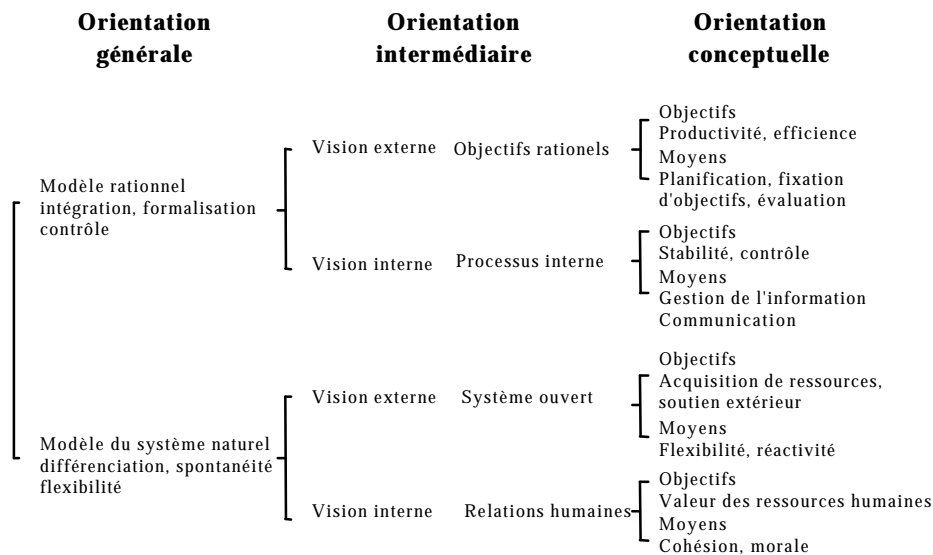 Orientation
générale
Orientation
intermédiaire
Orientation
conceptuelle
Modèle rationnel
intégration, formalisation
contrôle
Vision externe
Objectifs rationels
Objectifs
Productivité, efficience
Moyens
Planification, fixation
d'objectifs, évaluation
Vision interne
Processus interne
Objectifs
Stabilité, contrôle
Moyens
Gestion de l'information
Communication
Modèle du système naturel
différenciation, spontanéité
flexibilité
Vision externe
Système ouvert
Objectifs
Acquisition de ressources,
soutien extérieur
Moyens
Flexibilité, réactivité
Vision interne
Relations humaines
Objectifs
Valeur des ressources humaines
Moyens
Cohésion, morale